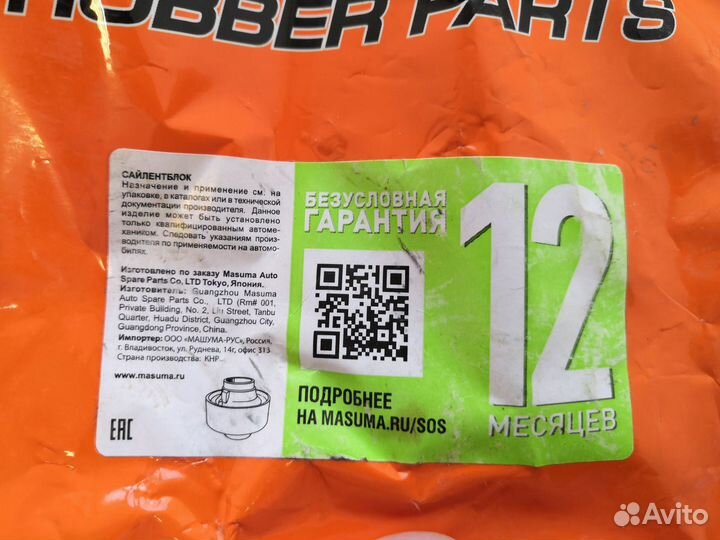 RUBBER PARTS
САЙЛЕНТБЛОК
Назначение и применение см. на
упаковке, в каталогах или в технической
документации производителя. Данное
изделие может быть установлено
только квалифицированным автоме-
хаником. Следовать указаниям произ-
водителя по применяемости на автомо-
билях.
Изготовлено по заказу Masuma Auto
Spare Parts Co., LTD Tokyo, Япония.
Изготовитель: Guangzhou Masuma
Auto Spare Parts Co., LTD (Rm# 001,
Private Building, No. 2, Liu Street, Tanbu
Quarter, Huadu District, Guangzhou City,
Guangdong Province, China.
Импортер: ООО «МАШУМА-РУС», Россия,
г. Владивосток, ул. Руднева, 14г, офис 313
Страна производства: КНР
www.masuma.ru
EAC
БЕЗУСЛОВНАЯ
ГАРАНТИЯ
ПОДРОБНЕЕ
НА MASUMA.RU/SOS
12
МЕСЯЦЕВ
Avito